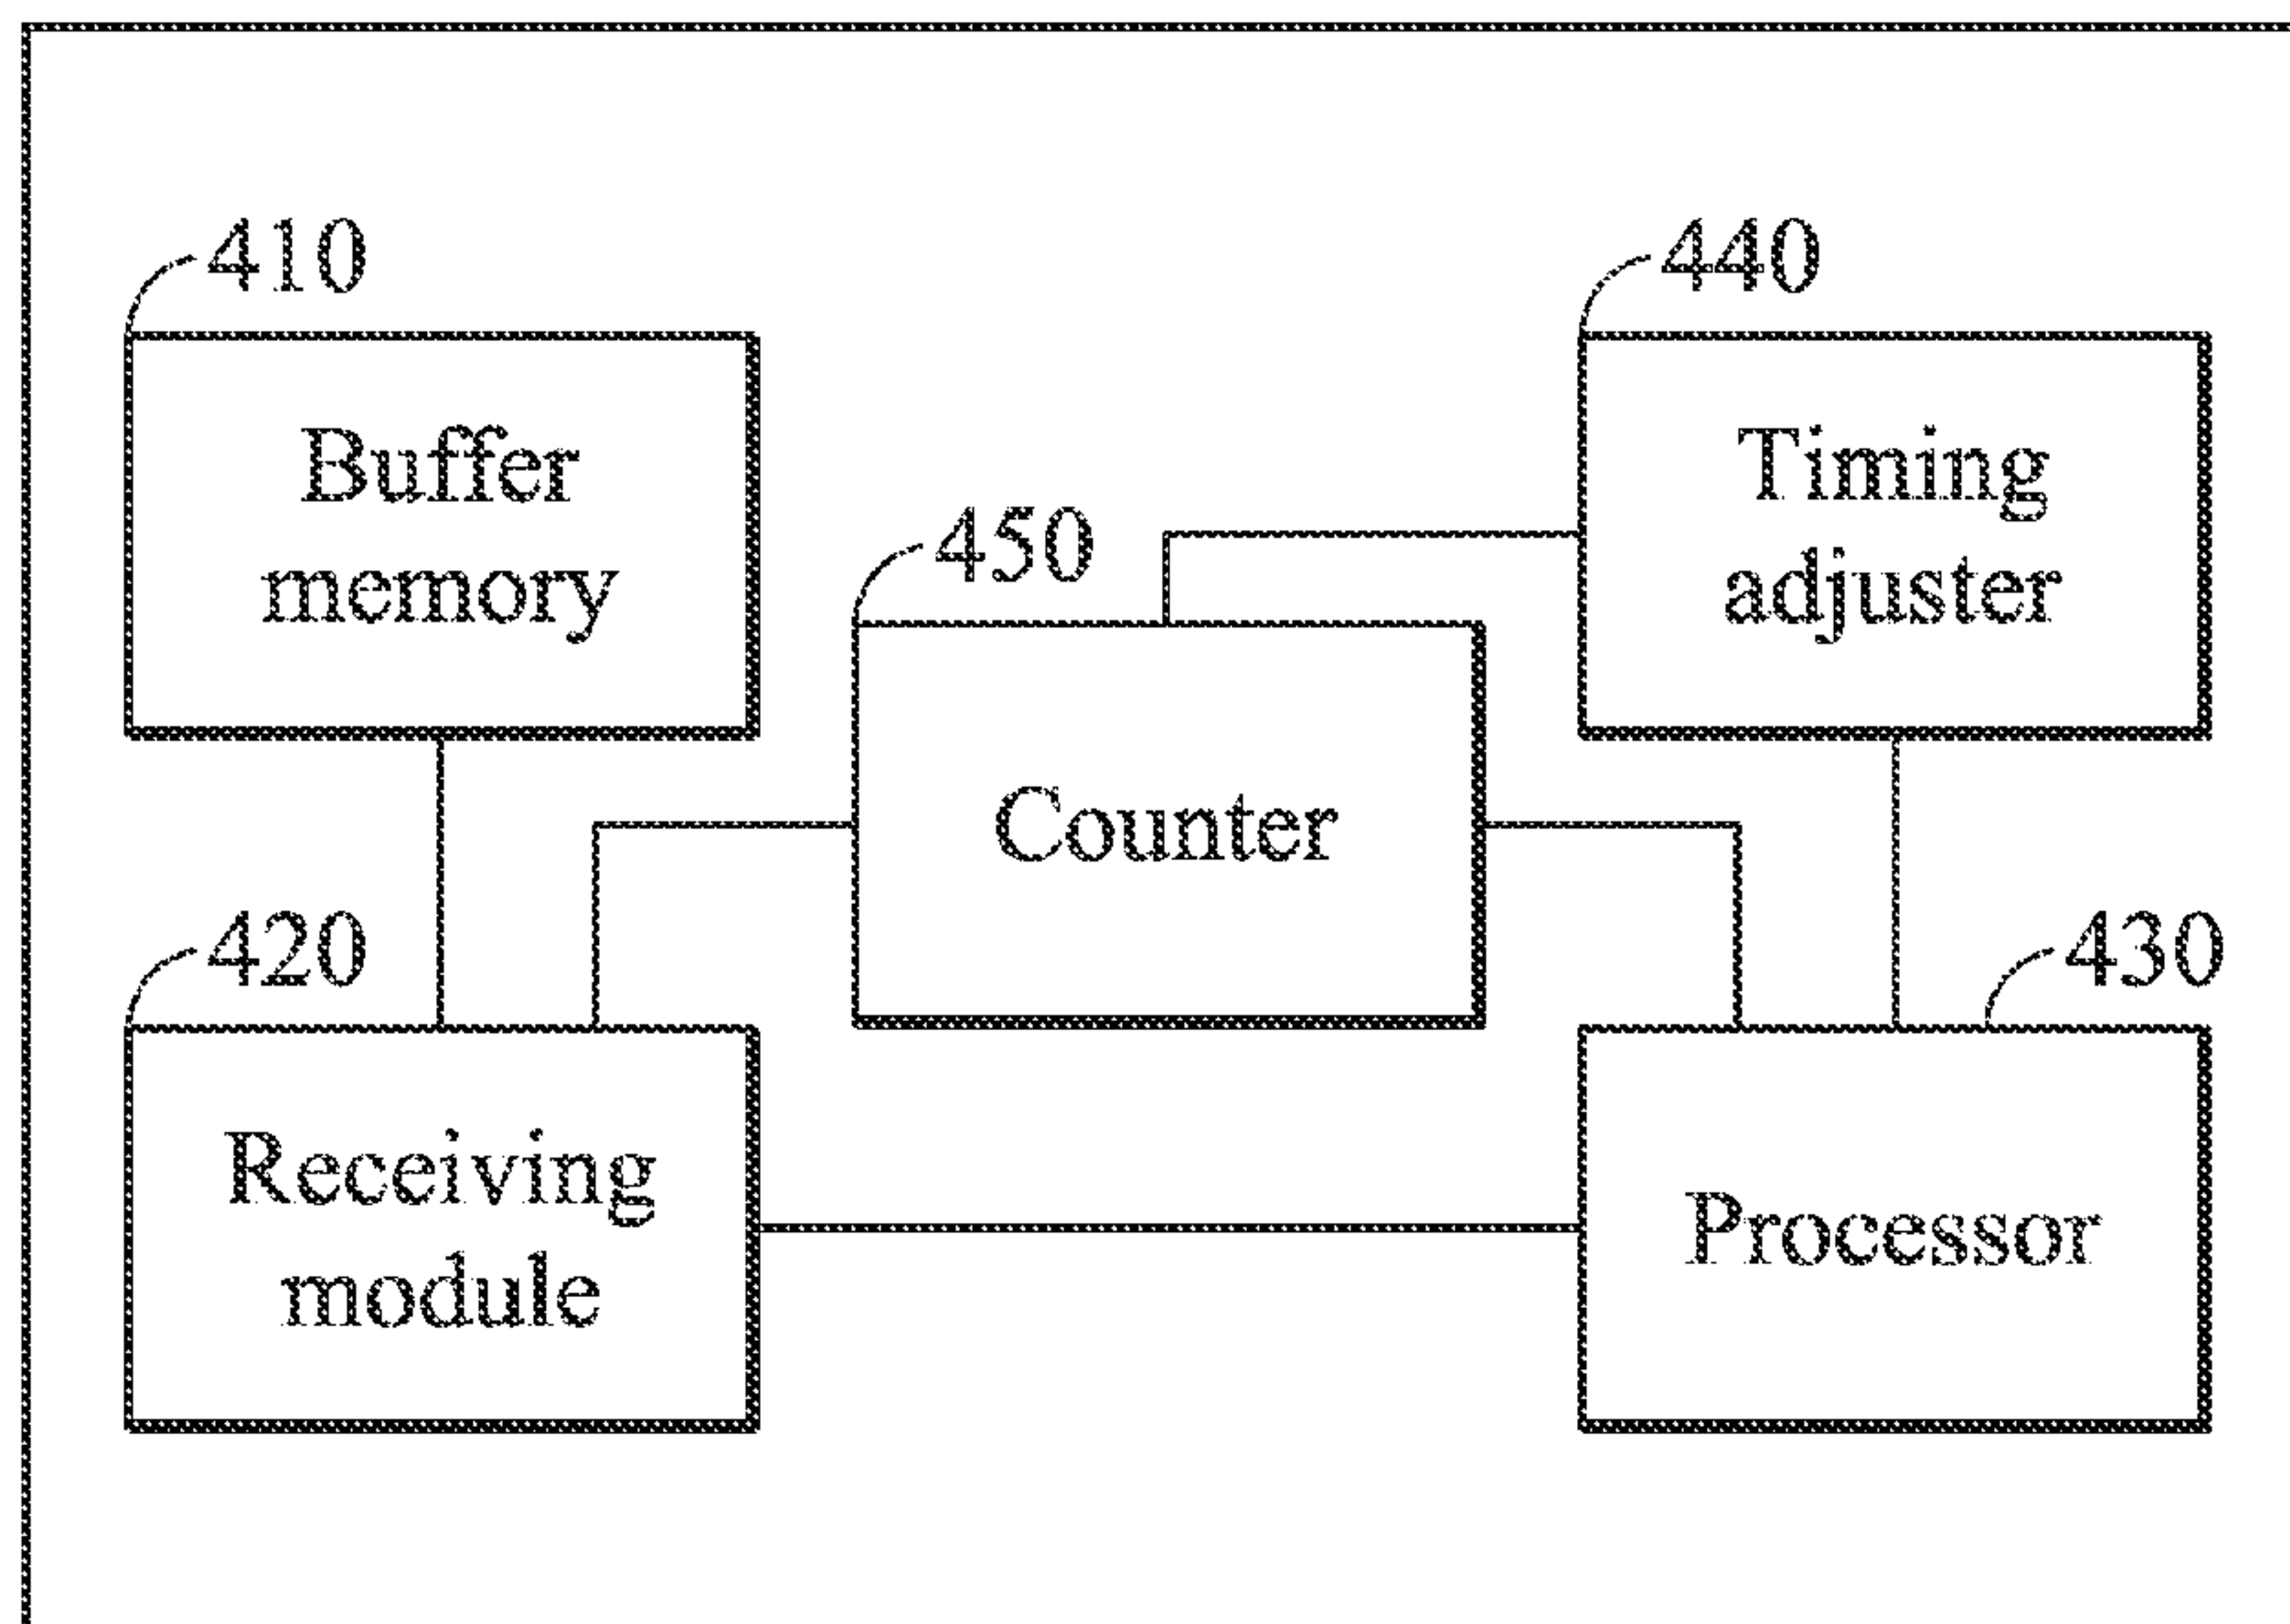 410
Buffer
memory
440
Timing
adjuster
450
Counter
420
Receiving
module
430
Processor